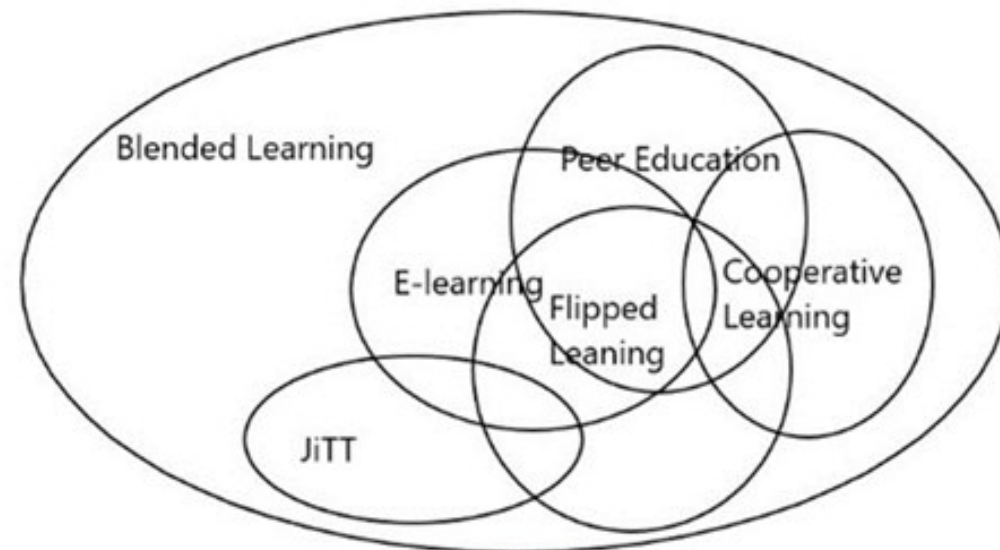 Blended Learning
Peer Education
E-learning
Flipped
Leaning
Cooperative
Learning
JiTT